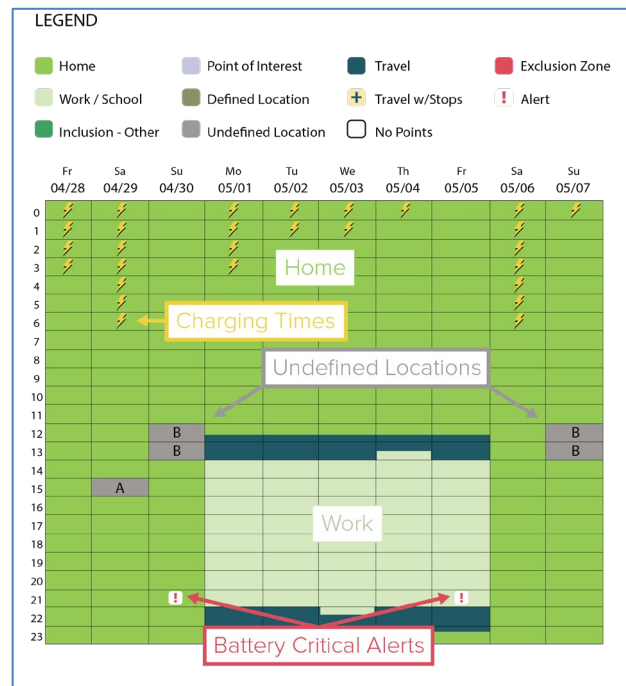 LEGEND
Home
Point of Interest
Travel
Exclusion Zone
Work / School
Defined Location
Travel w/Stops
! Alert
Inclusion - Other
Undefined Location
No Points
Fr Sa Su Mo Tu We Th Fr Sa Su
04/28 04/29 04/30 05/01 05/02 05/03 05/04 05/05 05/06 05/07
0
1
2
3 Home
4
5
6 Charging Times
7
8
9 Undefined Locations
10
11
12 B B
13 B B
14
15 A
16
17 Work
18
19
20
21 ! !
22
23 Battery Critical Alerts